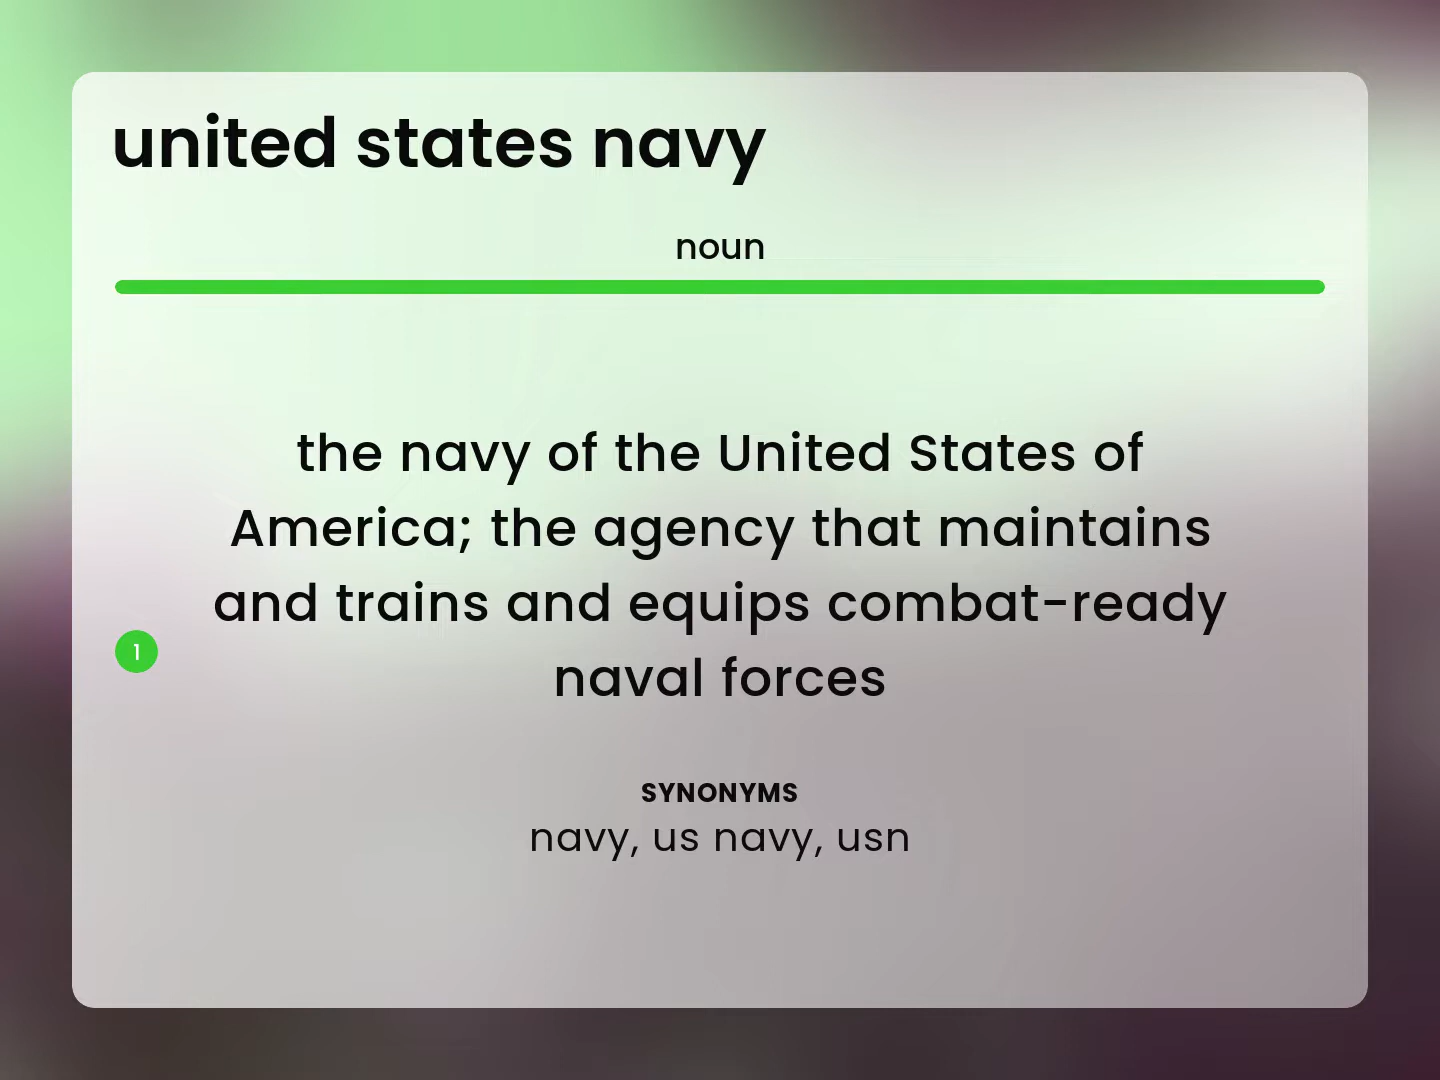 united states navy
noun
the navy of the United States of
America; the agency that maintains
and trains and equips combat-ready
1
naval forces
SYNONYMS
navy, us navy, usn